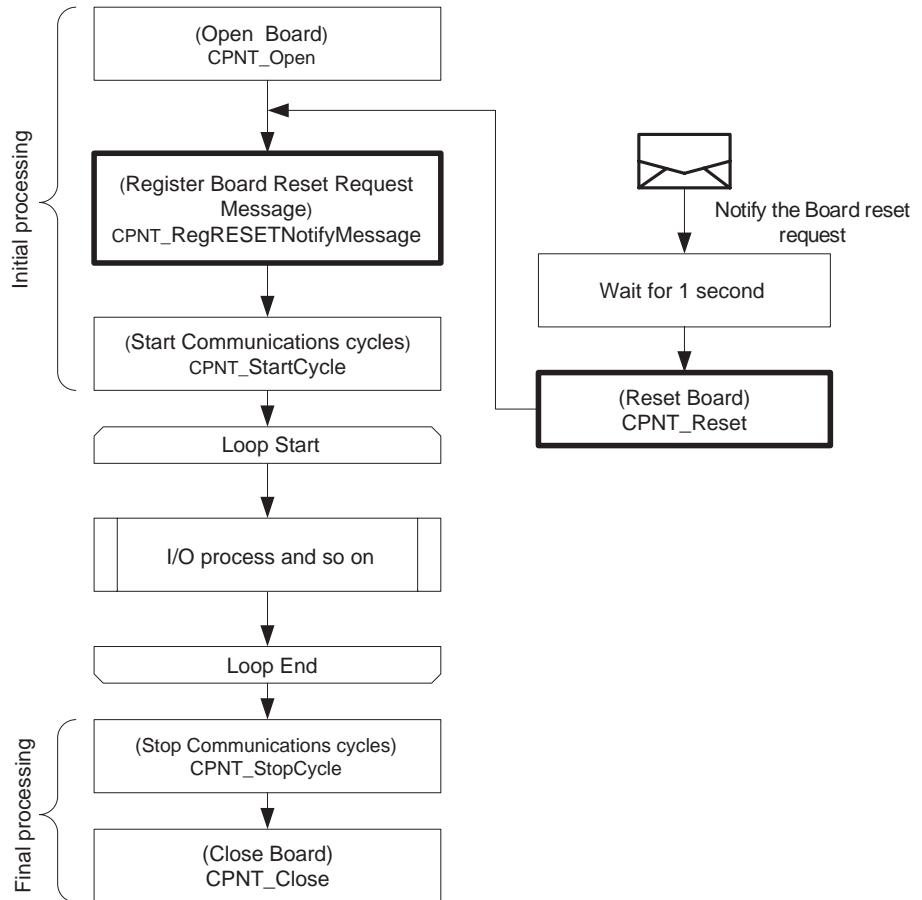 Initial processing
(Open Board)
CPNT_Open
(Register Board Reset Request
Message)
CPNT_RegRESETNotifyMessage
(Start Communications cycles)
CPNT_StartCycle
Notify the Board reset
request
Wait for 1 second
(Reset Board)
CPNT_Reset
Loop Start
I/O process and so on
Loop End
Final processing
(Stop Communications cycles)
CPNT_StopCycle
(Close Board)
CPNT_Close